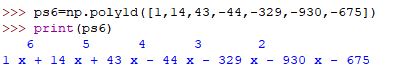 >>> ps6=np.poly1d([1,14,43,-44,-329,-930,-675])
>>> print(ps6)
6 5 4 3 2
1 x + 14 x + 43 x - 44 x - 329 x - 930 x - 675